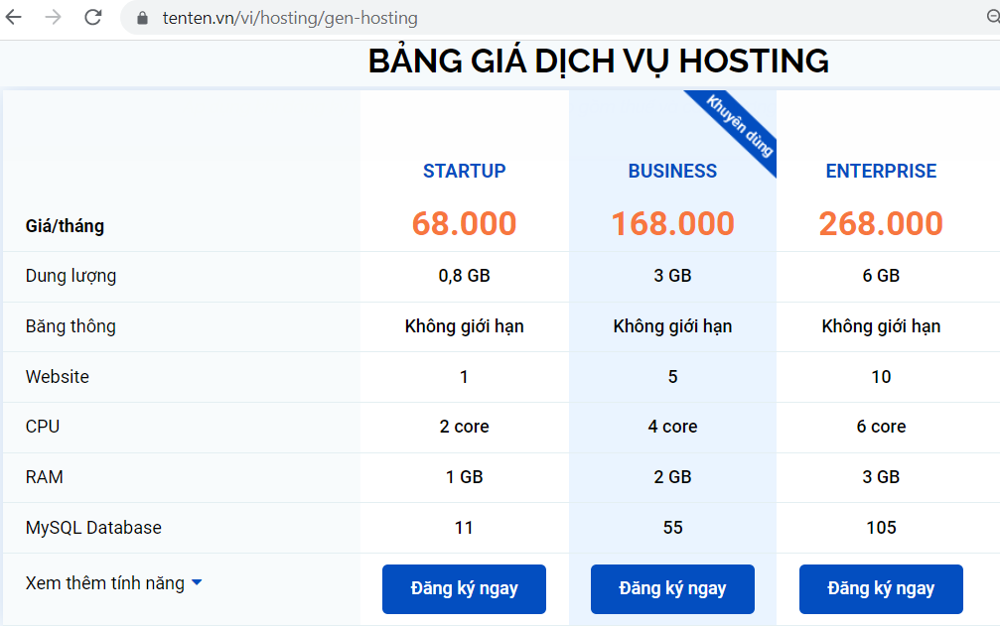 tenten.vn/vi/hosting/gen-hosting
BẢNG GIÁ DỊCH VỤ HOSTING
Khuyên dùng
STARTUP BUSINESS ENTERPRISE
Giá/tháng 68.000 168.000 268.000
Dung lượng 0,8 GB 3 GB 6 GB
Băng thông Không giới hạn Không giới hạn Không giới hạn
Website 1 5 10
CPU 2 core 4 core 6 core
RAM 1 GB 2 GB 3 GB
MySQL Database 11 55 105
Xem thêm tính năng Đăng ký ngay Đăng ký ngay Đăng ký ngay